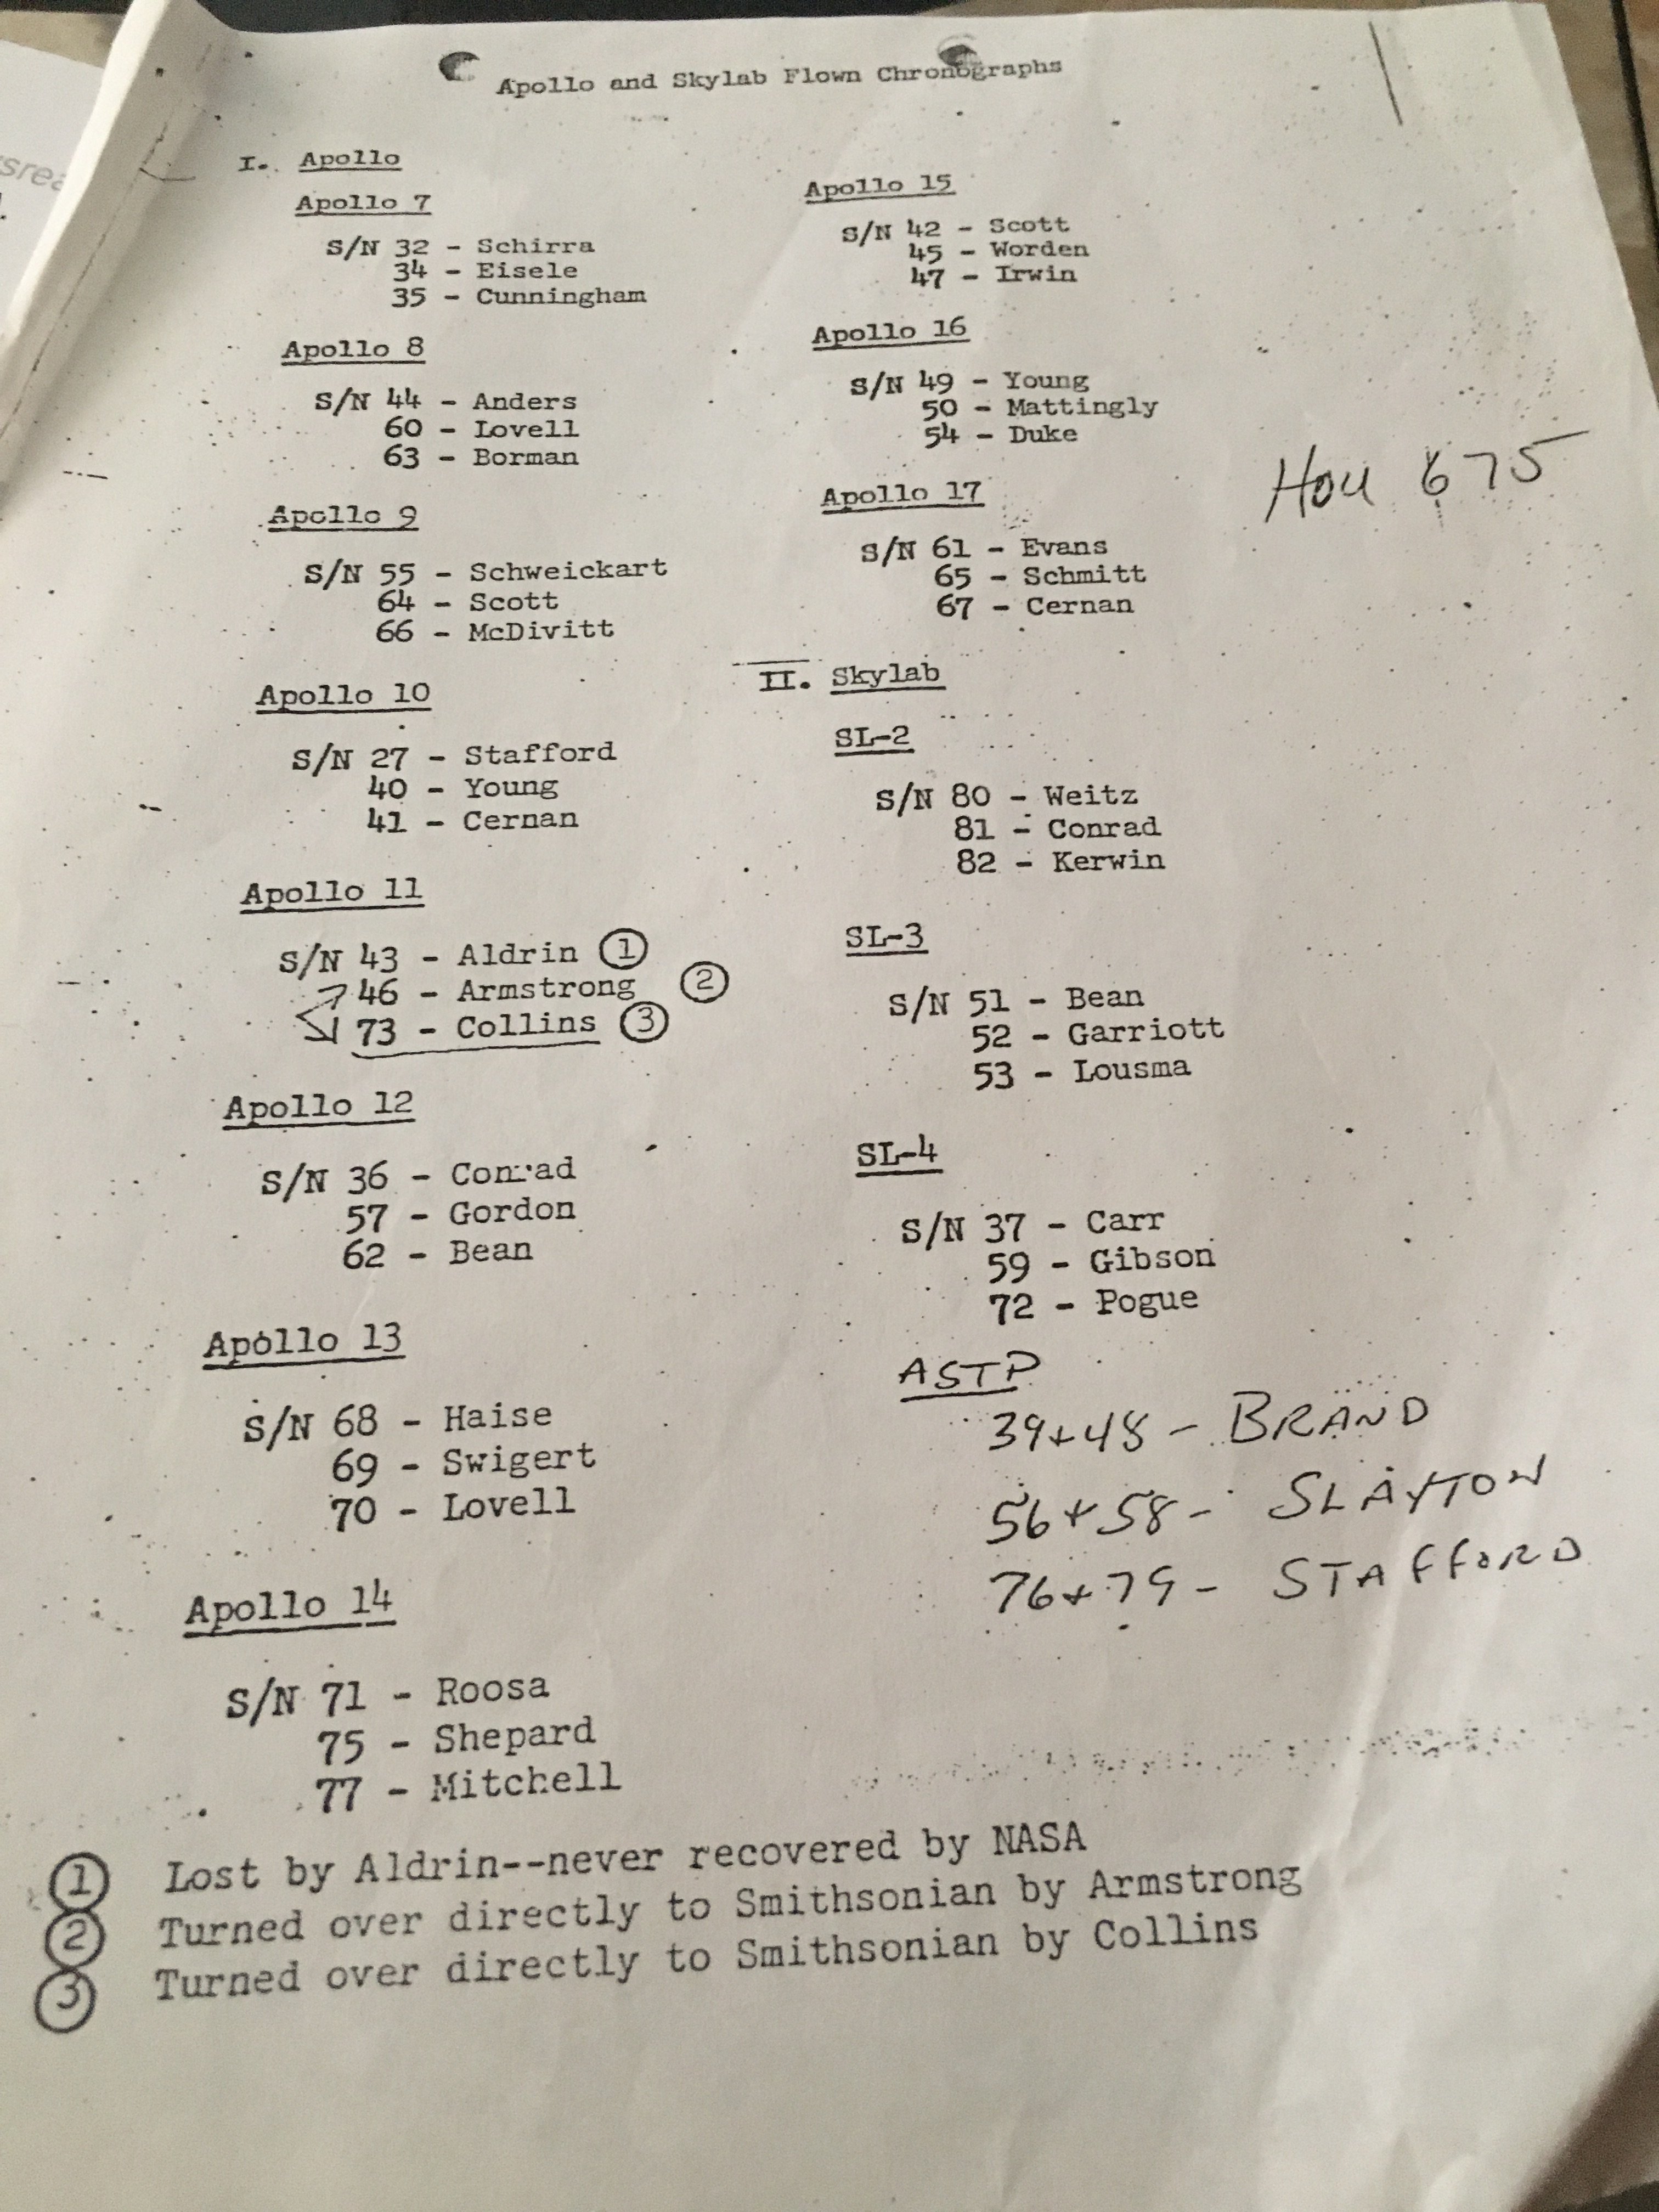 Apollo and Skylab Flown Chronographs
I. Apollo
Apollo 7
S/N 32 - Schirra
34 - Eisele
35 - Cunningham
Apollo 8
S/N 44 - Anders
60 - Lovell
63 - Borman
Apollo 9
S/N 55 - Schweickart
64 - Scott
66 - McDivitt
Apollo 10
S/N 27 - Stafford
40 - Young
41 - Cernan
Apollo 11
S/N 43 - Aldrin 1
46 - Armstrong 2
73 - Collins 3
Apollo 12
S/N 36 - Conrad
57 - Gordon
62 - Bean
Apollo 13
S/N 68 - Haise
69 - Swigert
70 - Lovell
Apollo 14
S/N 71 - Roosa
75 - Shepard
77 - Mitchell
Apollo 15
S/N 42 - Scott
45 - Worden
47 - Irwin
Apollo 16
S/N 49 - Young
50 - Mattingly
54 - Duke
Apollo 17
S/N 61 - Evans
65 - Schmitt
67 - Cernan
II. Skylab
SL-2
S/N 80 - Weitz
81 - Conrad
82 - Kerwin
SL-3
S/N 51 - Bean
52 - Garriott
53 - Lousma
SL-4
S/N 37 - Carr
59 - Gibson
72 - Pogue
ASTP
39+48 - BRAND
56+58 - SLAYTON
76+79 - STAFFORD
675
1 Lost by Aldrin--never recovered by NASA
2 Turned over directly to Smithsonian by Armstrong
3 Turned over directly to Smithsonian by Collins